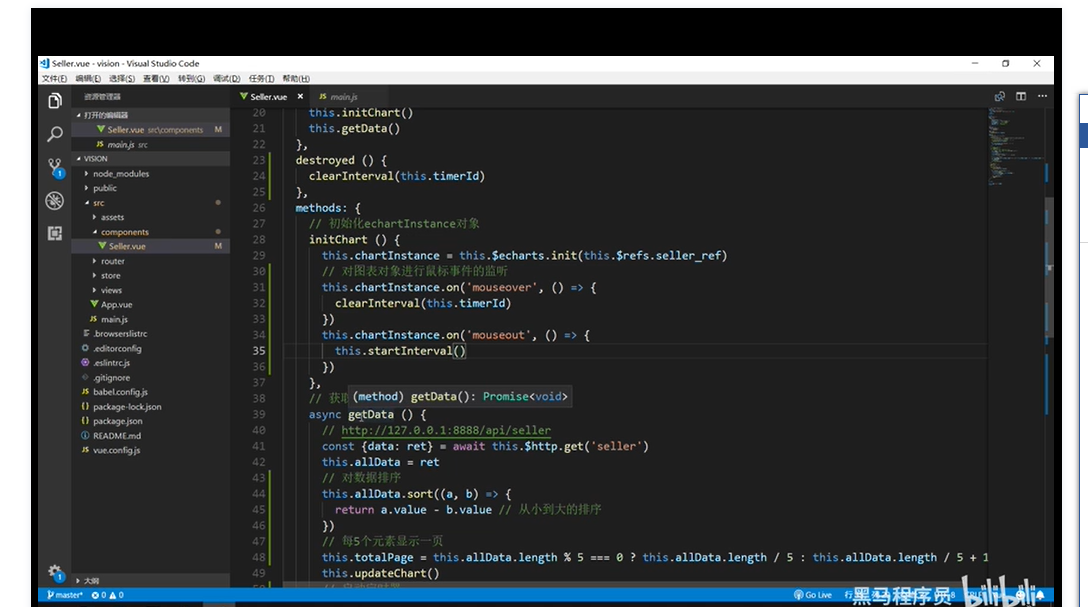 Seller.vue - vision - Visual Studio Code
文件(F) 编辑(E) 选择(S) 查看(V) 转到(G) 调试(D) 任务(T) 帮助(H)
资源管理器
打开的编辑器
Seller.vue src\components M
JS main.js src
VISION
node_modules
public
src
assets
components
Seller.vue M
router
store
views
App.vue
JS main.js
.browserslistrc
.editorconfig
.eslintrc.js
.gitignore
JS babel.config.js
{} package-lock.json
{} package.json
README.md
JS vue.config.js
大纲
Seller.vue ×
JS main.js
20 this.initChart()
21 this.getData()
22 },
23 destroyed () {
24 clearInterval(this.timerId)
25 },
26 methods: {
27 // 初始化echartInstance对象
28 initChart () {
29 this.chartInstance = this.$echarts.init(this.$refs.seller_ref)
30 // 对图表对象进行鼠标事件的监听
31 this.chartInstance.on('mouseover', () => {
32 clearInterval(this.timerId)
33 })
34 this.chartInstance.on('mouseout', () => {
35 this.startInterval()
36 })
37 },
38 // 获取
(method) getData(): Promise<void>
39 async getData () {
40 // http://127.0.0.1:8888/api/seller
41 const {data: ret} = await this.$http.get('seller')
42 this.allData = ret
43 // 对数据排序
44 this.allData.sort((a, b) => {
45 return a.value - b.value // 从小到大的排序
46 })
47 // 每5个元素显示一页
48 this.totalPage = this.allData.length % 5 === 0 ? this.allData.length / 5 : this.allData.length / 5 + 1
49 this.updateChart()
master* 0 0
Go Live
黑马程序员 bilibili